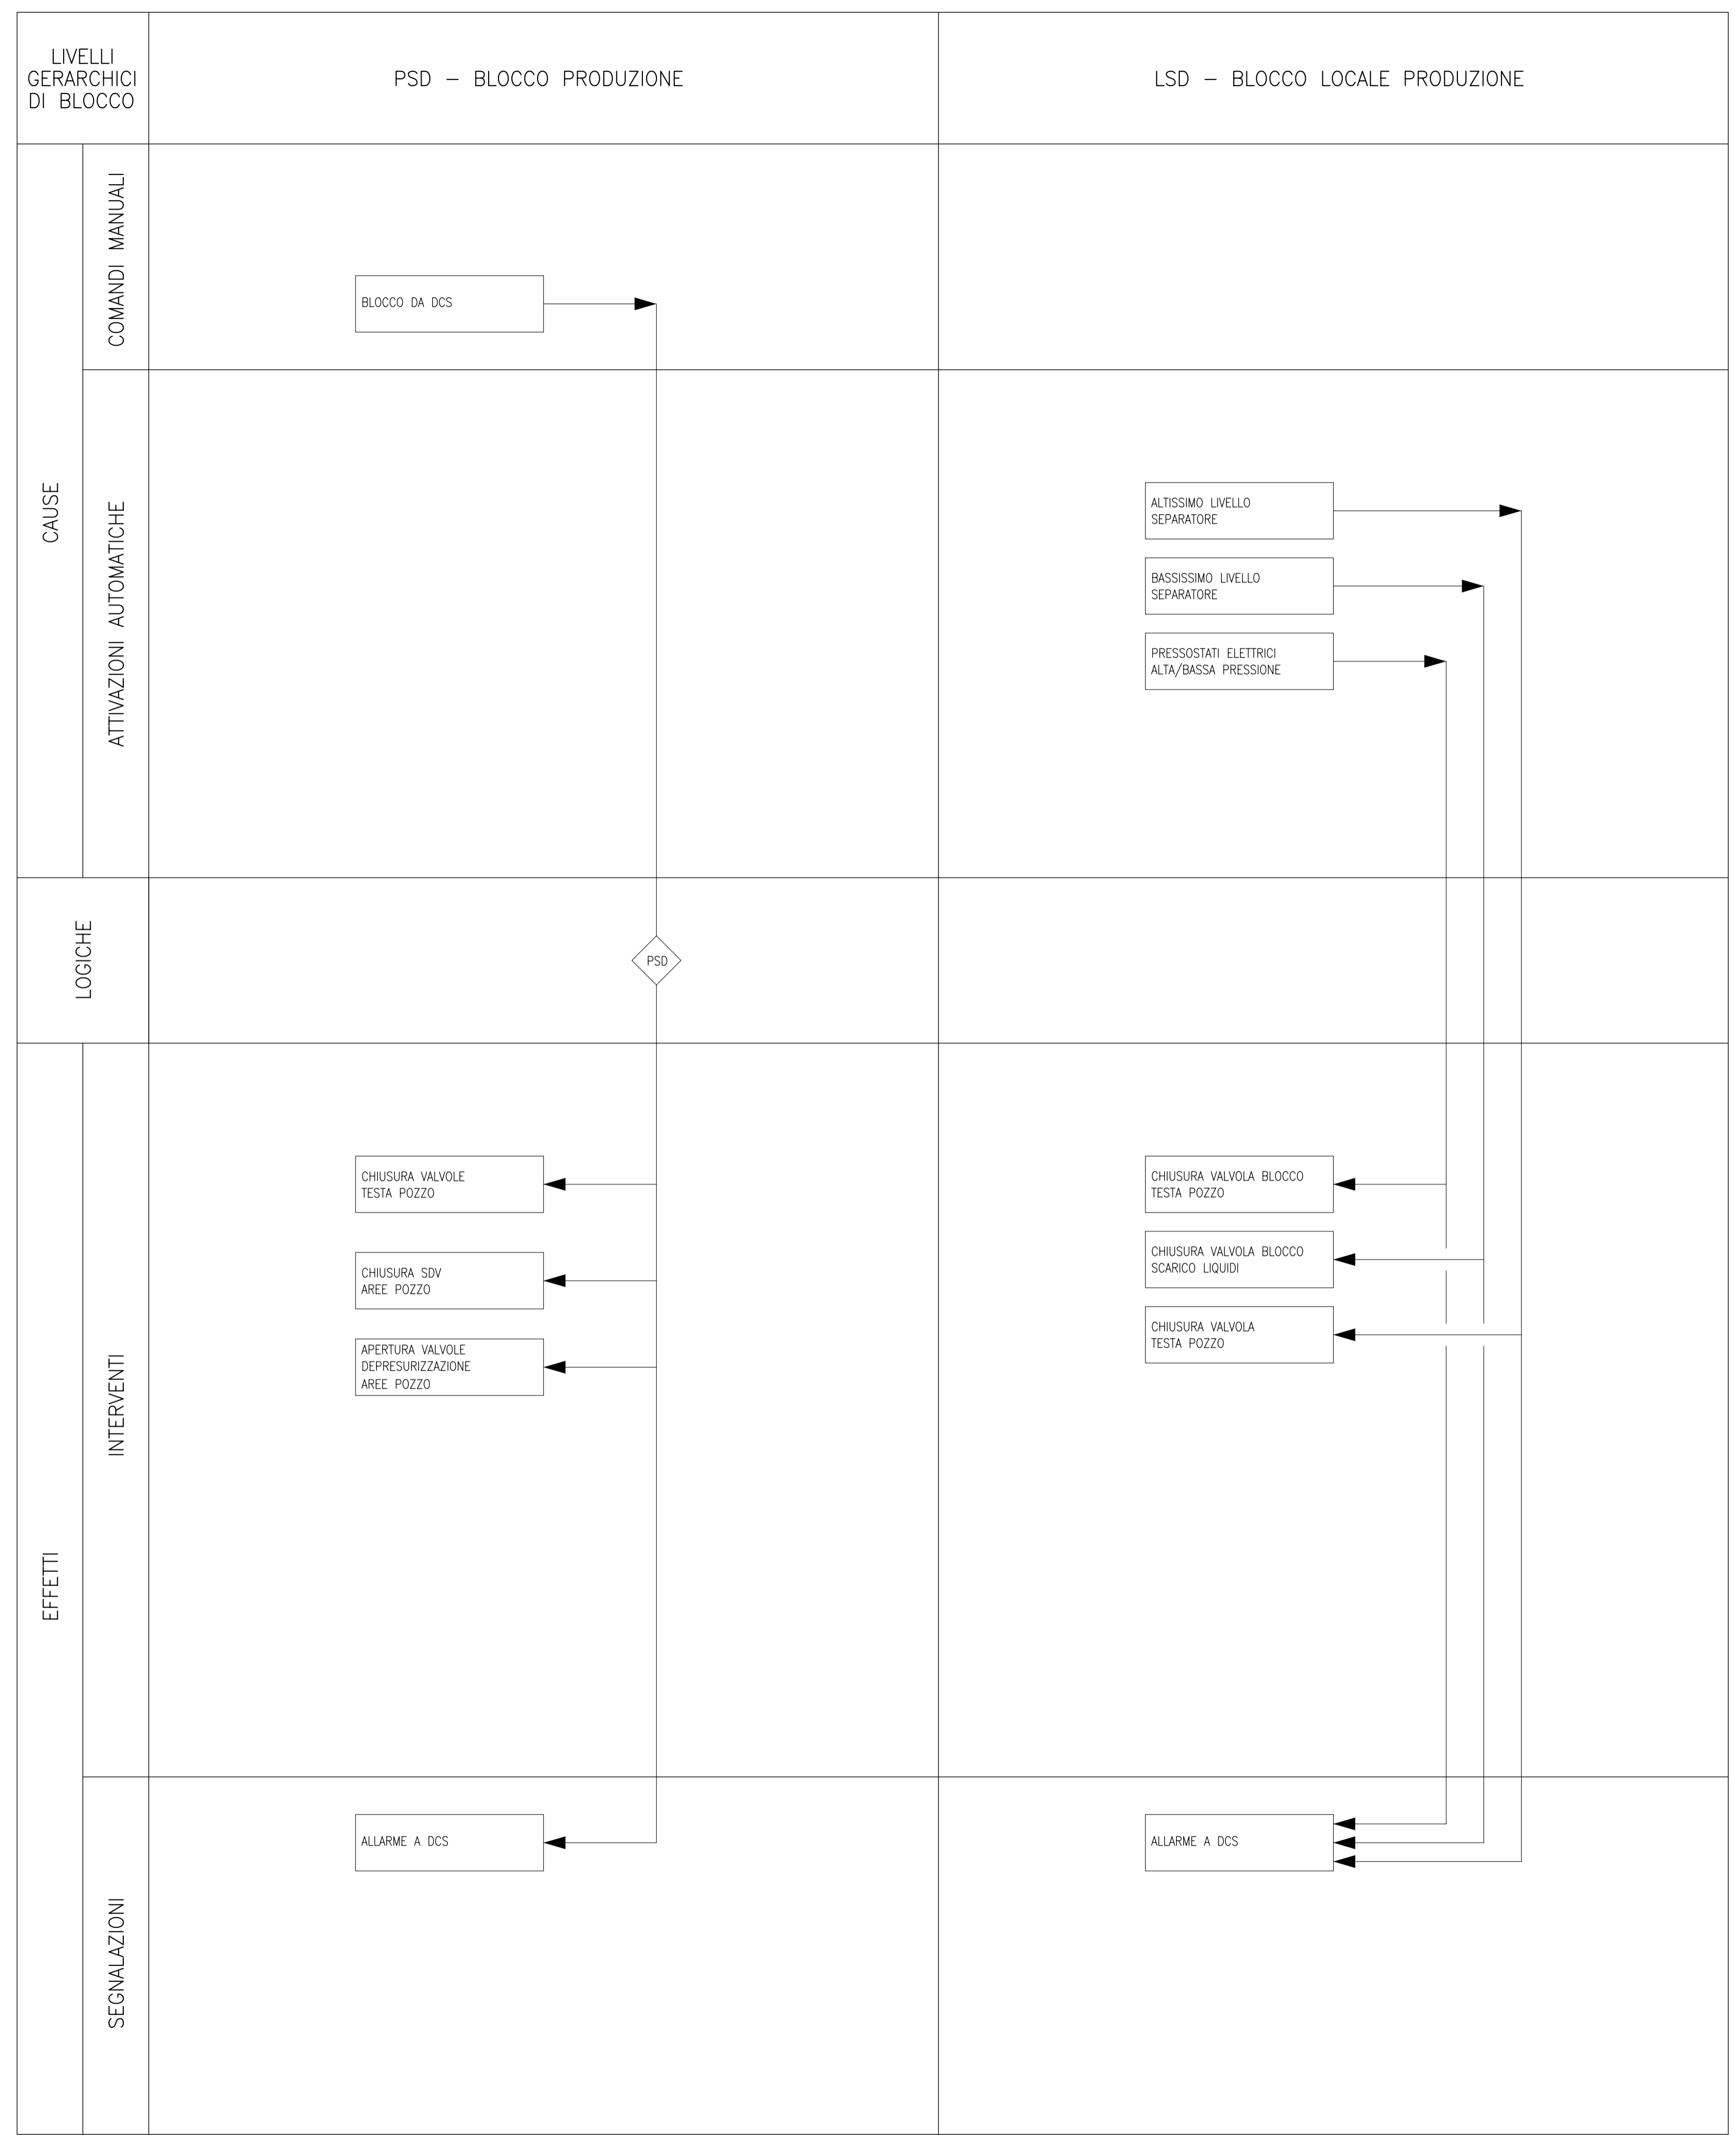 LIVELLI
GERARCHICI
DI BLOCCO
PSD – BLOCCO PRODUZIONE
LSD – BLOCCO LOCALE PRODUZIONE
CAUSE
COMANDI MANUALI
BLOCCO DA DCS
ATTIVAZIONI AUTOMATICHE
ALTISSIMO LIVELLO
SEPARATORE
BASSISSIMO LIVELLO
SEPARATORE
PRESSOSTATI ELETTRICI
ALTA/BASSA PRESSIONE
LOGICHE
PSD
EFFETTI
INTERVENTI
CHIUSURA VALVOLE
TESTA POZZO
CHIUSURA SDV
AREE POZZO
APERTURA VALVOLE
DEPRESURIZZAZIONE
AREE POZZO
CHIUSURA VALVOLA BLOCCO
TESTA POZZO
CHIUSURA VALVOLA BLOCCO
SCARICO LIQUIDI
CHIUSURA VALVOLA
TESTA POZZO
SEGNALAZIONI
ALLARME A DCS
ALLARME A DCS